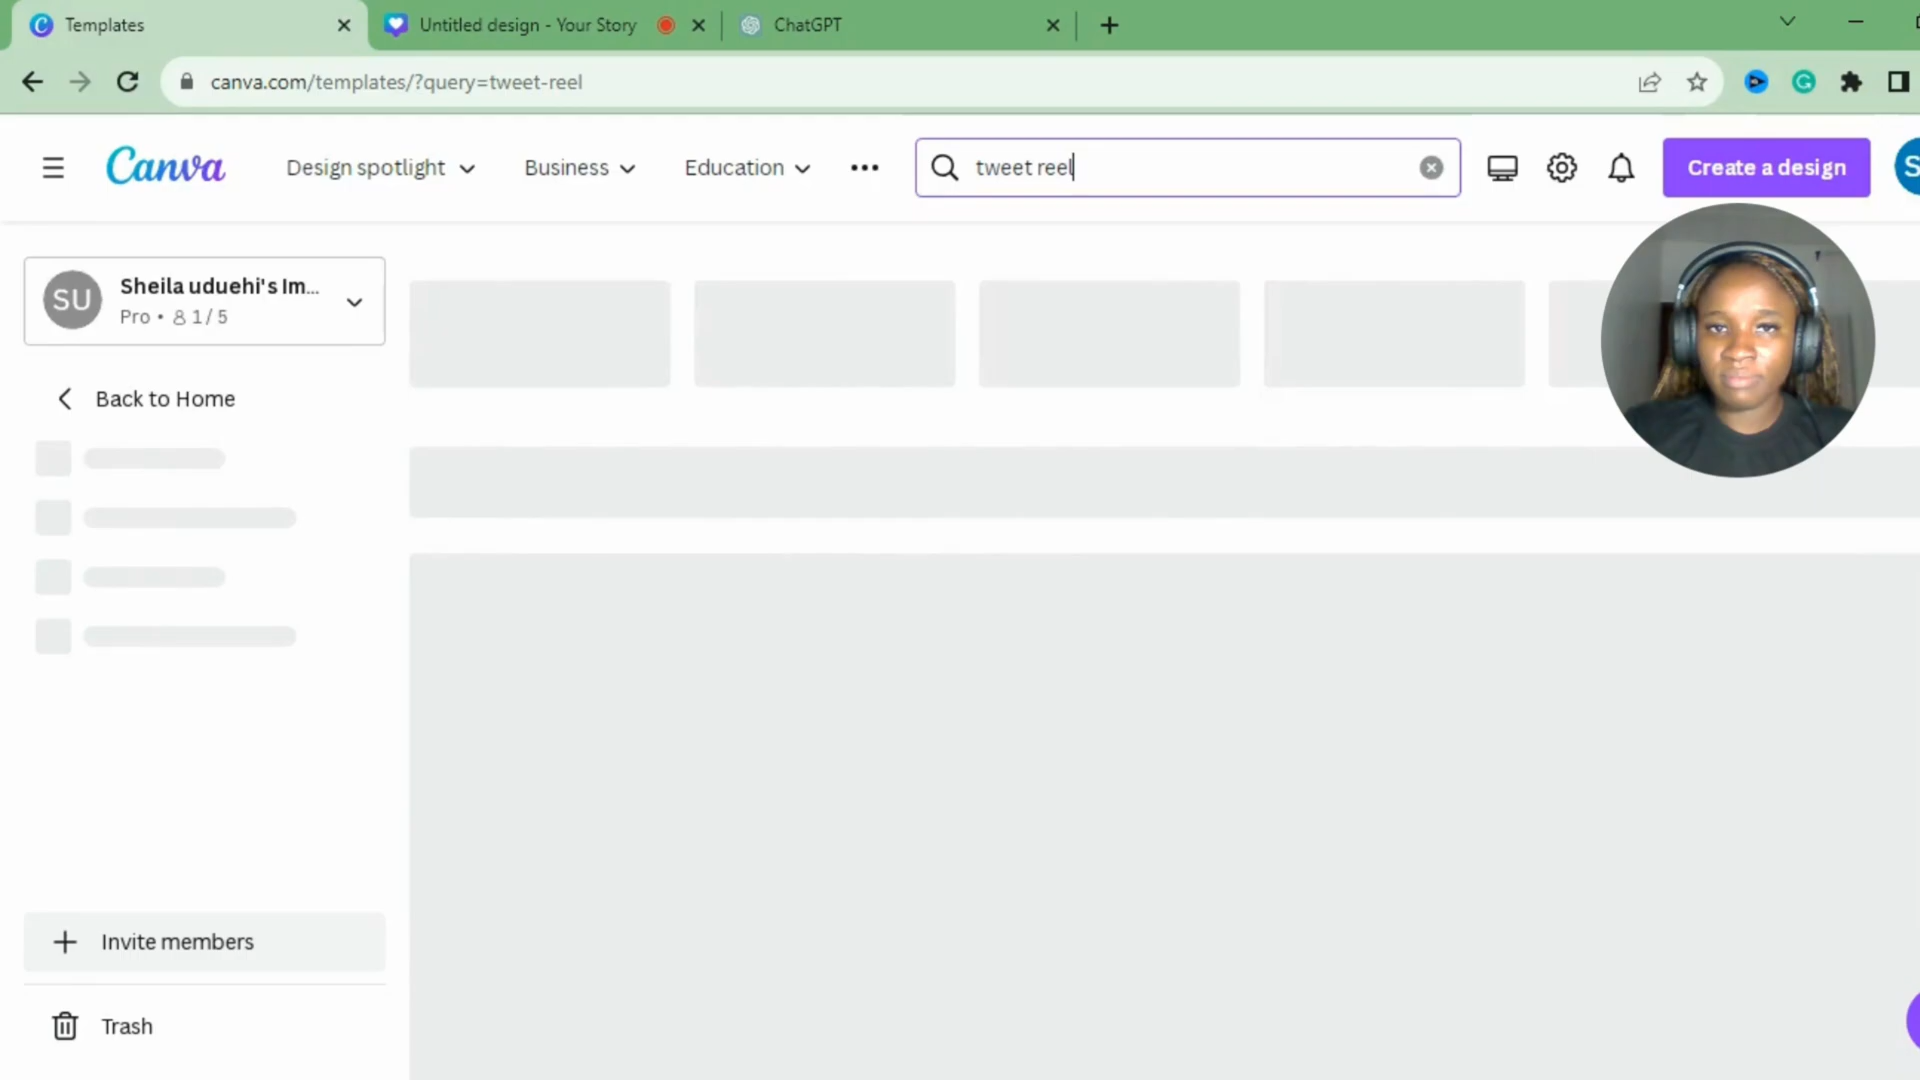 Templates
Untitled design - Your Story
ChatGPT
canva.com/templates/?query=tweet-reel
Canva
Design spotlight
Business
Education
tweet reel
Create a design
S
SU
Sheila uduehi's Im...
Pro • 1 / 5
Back to Home
Invite members
Trash